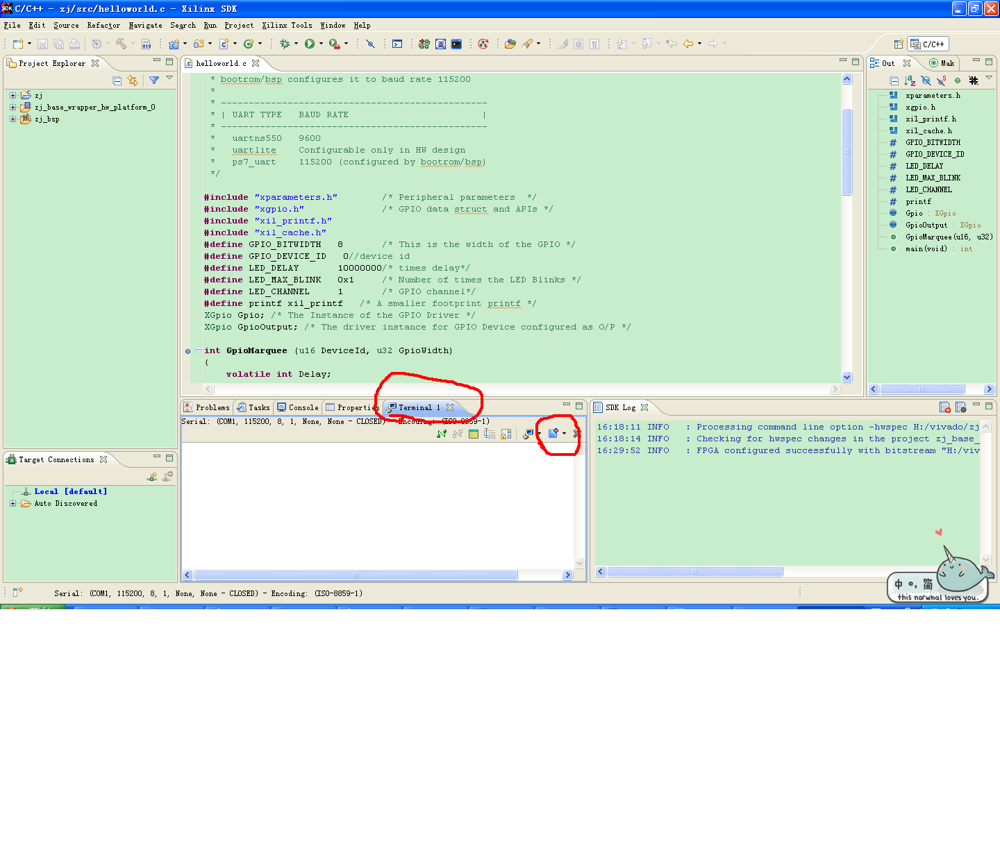 C/C++ - zj/src/helloworld.c - Xilinx SDK
File Edit Source Refactor Navigate Search Run Project Xilinx Tools Window Help
C/C++
Project Explorer
zj
zj_base_wrapper_hw_platform_0
zj_bsp
helloworld.c
* bootrom/bsp configures it to baud rate 115200
*
* ------------------------------------------------
* | UART TYPE   BAUD RATE                        |
* ------------------------------------------------
*   uartns550   9600
*   uartlite    Configurable only in HW design
*   ps7_uart    115200 (configured by bootrom/bsp)
*/
#include "xparameters.h"        /* Peripheral parameters  */
#include "xgpio.h"              /* GPIO data struct and APIs */
#include "xil_printf.h"
#include "xil_cache.h"
#define GPIO_BITWIDTH   8       /* This is the width of the GPIO */
#define GPIO_DEVICE_ID   0//device id
#define LED_DELAY       10000000/* times delay*/
#define LED_MAX_BLINK   0x1     /* Number of times the LED Blinks */
#define LED_CHANNEL     1       /* GPIO channel*/
#define printf xil_printf   /* A smaller footprint printf */
XGpio Gpio; /* The Instance of the GPIO Driver */
XGpio GpioOutput; /* The driver instance for GPIO Device configured as O/P */
int GpioMarquee (u16 DeviceId, u32 GpioWidth)
{
    volatile int Delay;
Out Mak
xparameters.h
xgpio.h
xil_printf.h
xil_cache.h
GPIO_BITWIDTH
GPIO_DEVICE_ID
LED_DELAY
LED_MAX_BLINK
LED_CHANNEL
printf
Gpio : XGpio
GpioOutput : XGpio
GpioMarquee(u16, u32)
main(void) : int
Target Connections
Local [default]
Auto Discovered
Problems Tasks Console Properties Terminal 1
Serial: (COM1, 115200, 8, 1, None, None - CLOSED) - Encoding: (ISO-8859-1)
SDK Log
16:18:11 INFO   : Processing command line option -hwspec H:/vivado/zj
16:18:14 INFO   : Checking for hwspec changes in the project zj_base_
16:29:52 INFO   : FPGA configured successfully with bitstream "H:/viv
中 简
this narwhal loves you.
Serial: (COM1, 115200, 8, 1, None, None - CLOSED) - Encoding: (ISO-8859-1)